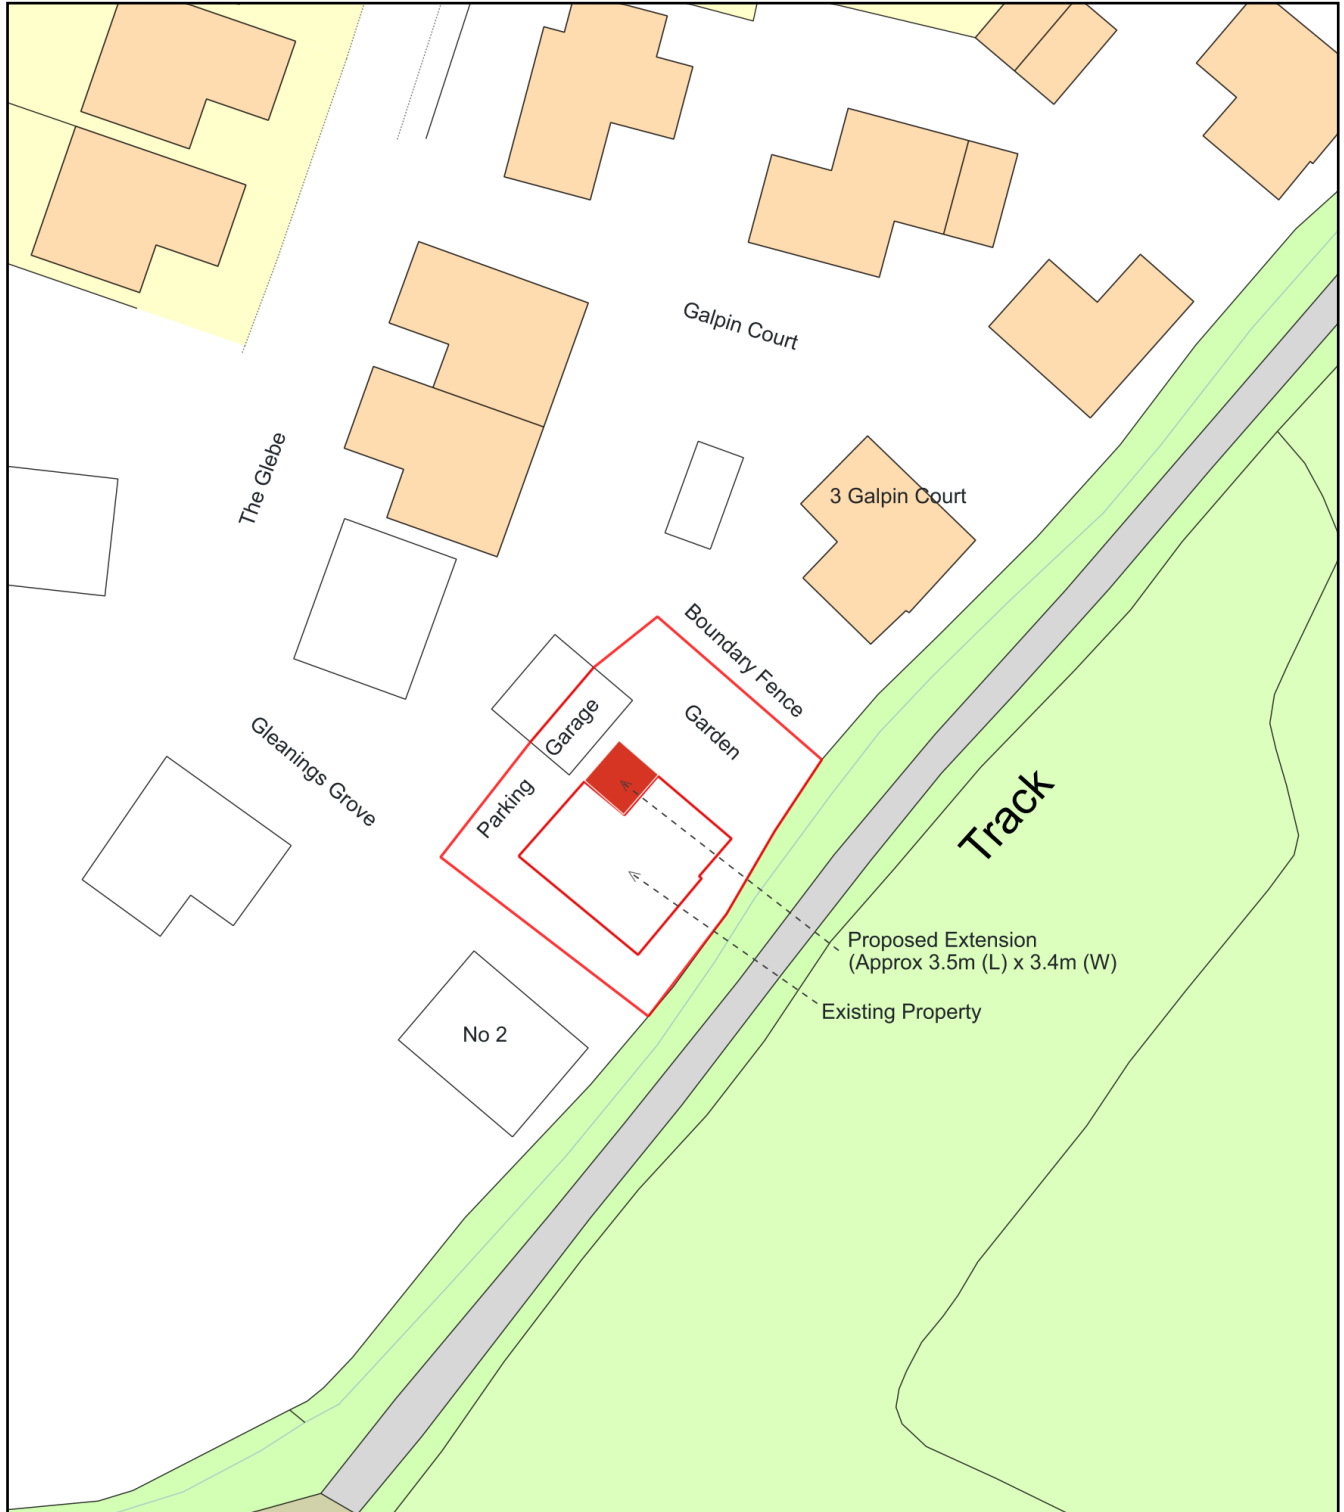 Galpin Court
The Glebe
3 Galpin Court
Boundary Fence
Garden
Garage
Parking
Gleanings Grove
Track
Proposed Extension
(Approx 3.5m (L) x 3.4m (W)
Existing Property
No 2